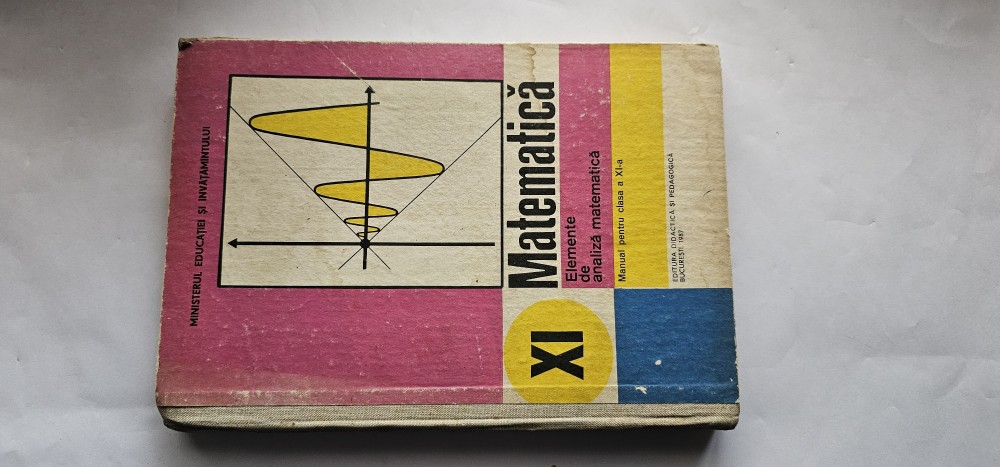 MINISTERUL EDUCAȚIEI ȘI INVĂȚĂMINTULUI
Matematică
Elemente
de
analiză matematică
Manual pentru clasa a XI-a
EDITURA DIDACTICĂ ȘI PEDAGOGICĂ
BUCUREȘTI, 1987
XI